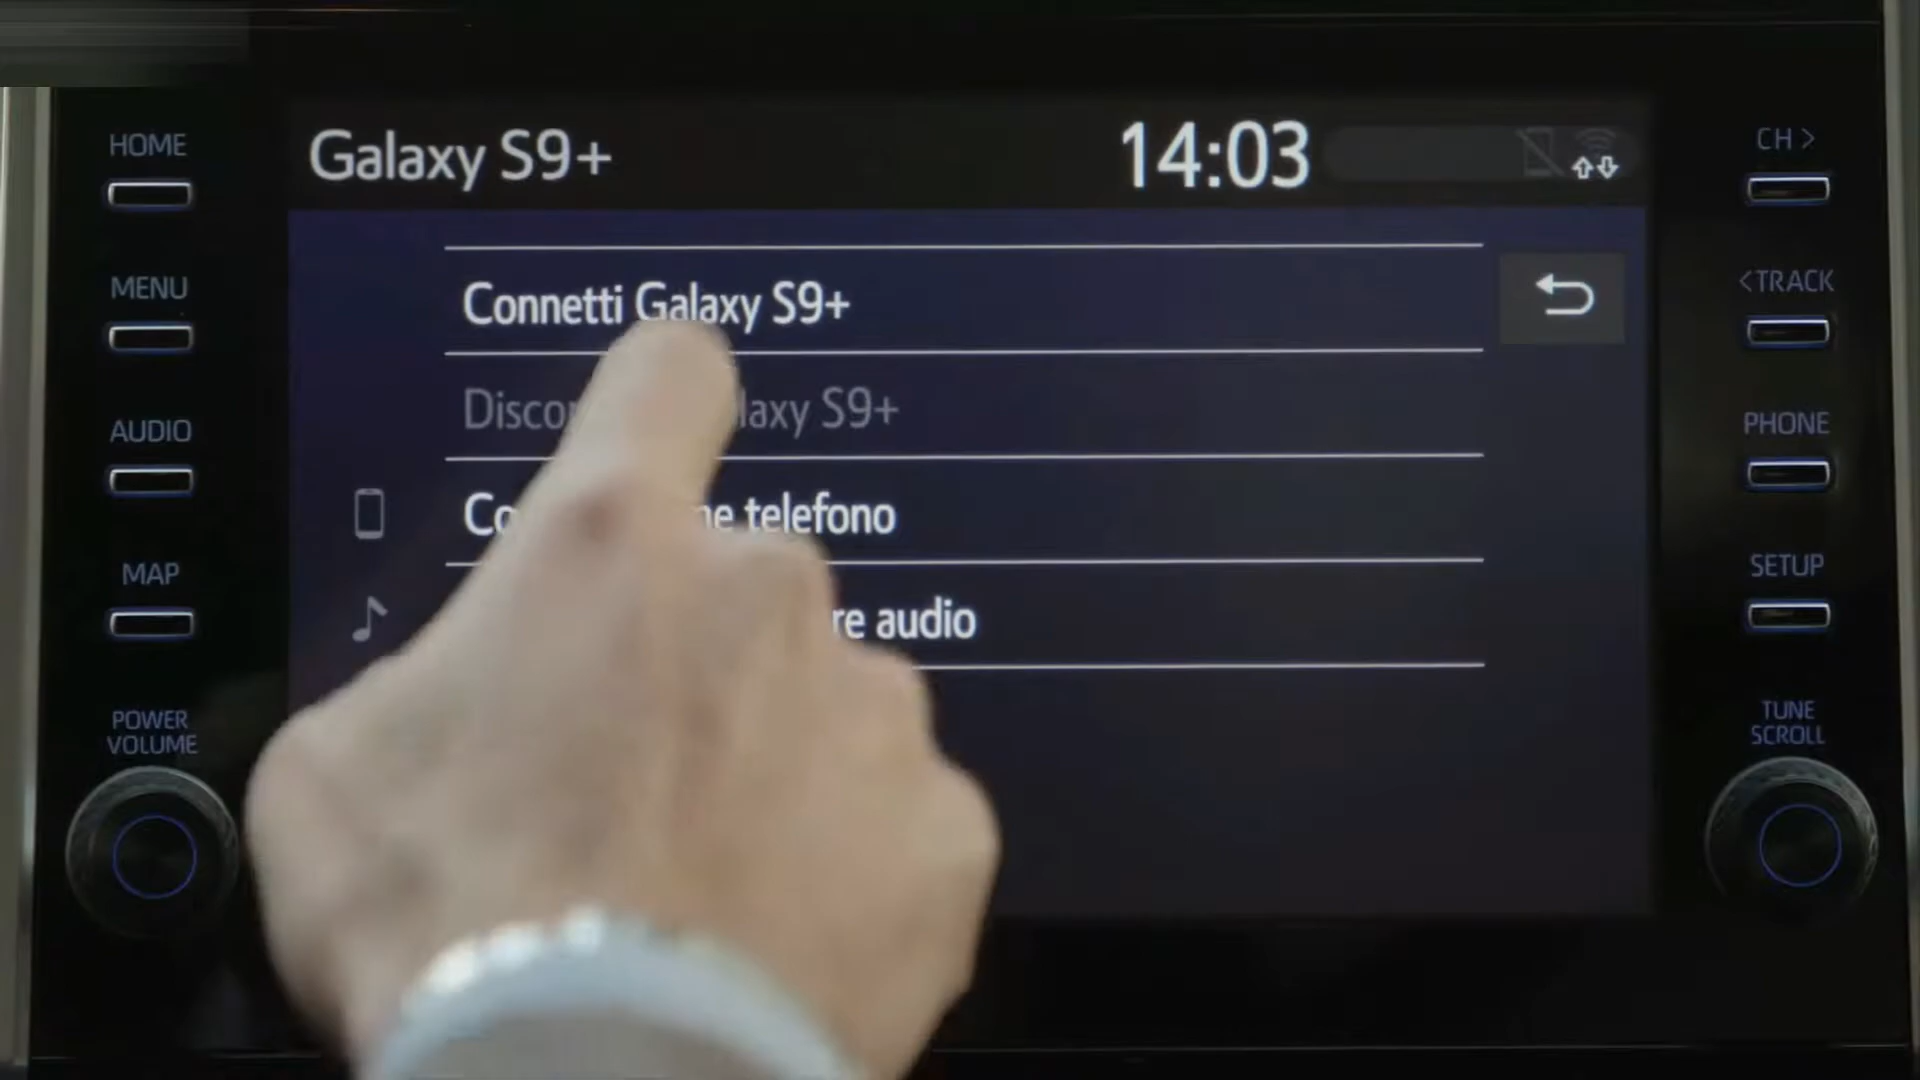 HOME
Galaxy S9+
14:03
CH >
MENU
Connetti Galaxy S9+
<TRACK
AUDIO
S9+
PHONE
MAP
telefono
SETUP
audio
POWER
VOLUME
TUNE
SCROLL